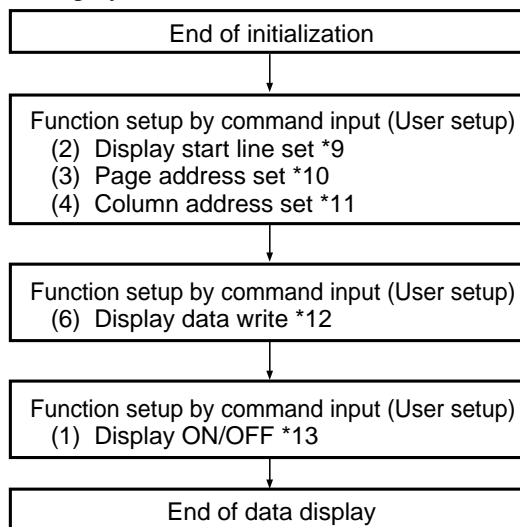 End of initialization
Function setup by command input (User setup)
(2) Display start line set *9
(3) Page address set *10
(4) Column address set *11
Function setup by command input (User setup)
(6) Display data write *12
Function setup by command input (User setup)
(1) Display ON/OFF *13
End of data display